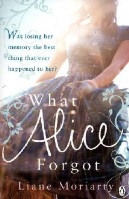 Was losing her
memory the best
thing that ever
happened to her?
What
Alice
Forgot
Liane Moriarty